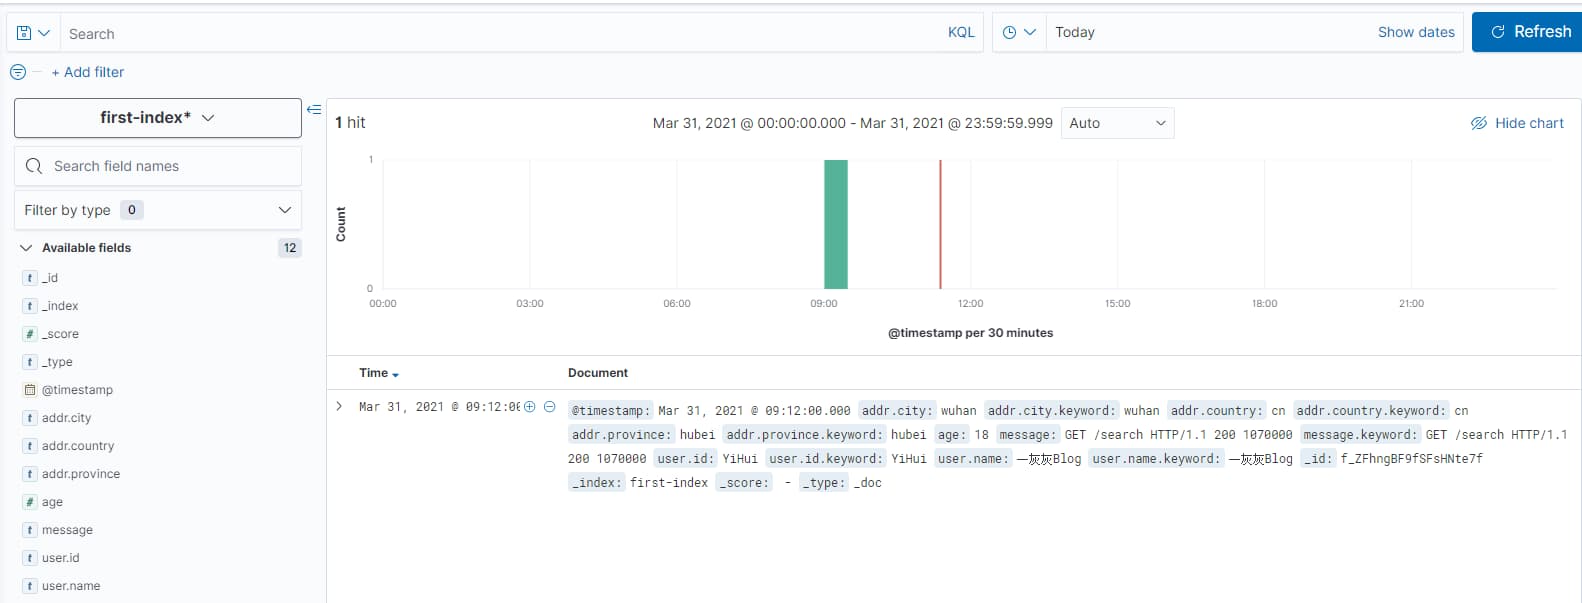 Search KQL Today Show dates Refresh
+ Add filter
first-index*
Search field names
Filter by type 0
Available fields 12
t _id
t _index
# _score
t _type
@timestamp
t addr.city
t addr.country
t addr.province
# age
t message
t user.id
t user.name
1 hit Mar 31, 2021 @ 00:00:00.000 - Mar 31, 2021 @ 23:59:59.999 Auto Hide chart
1
Count
0
00:00 03:00 06:00 09:00 12:00 15:00 18:00 21:00
@timestamp per 30 minutes
Time Document
Mar 31, 2021 @ 09:12:00
@timestamp: Mar 31, 2021 @ 09:12:00.000 addr.city: wuhan addr.city.keyword: wuhan addr.country: cn addr.country.keyword: cn
addr.province: hubei addr.province.keyword: hubei age: 18 message: GET /search HTTP/1.1 200 1070000 message.keyword: GET /search HTTP/1.1
200 1070000 user.id: YiHui user.id.keyword: YiHui user.name: 一灰灰Blog user.name.keyword: 一灰灰Blog _id: f_ZFhngBF9fSFsHNte7f
_index: first-index _score: - _type: _doc